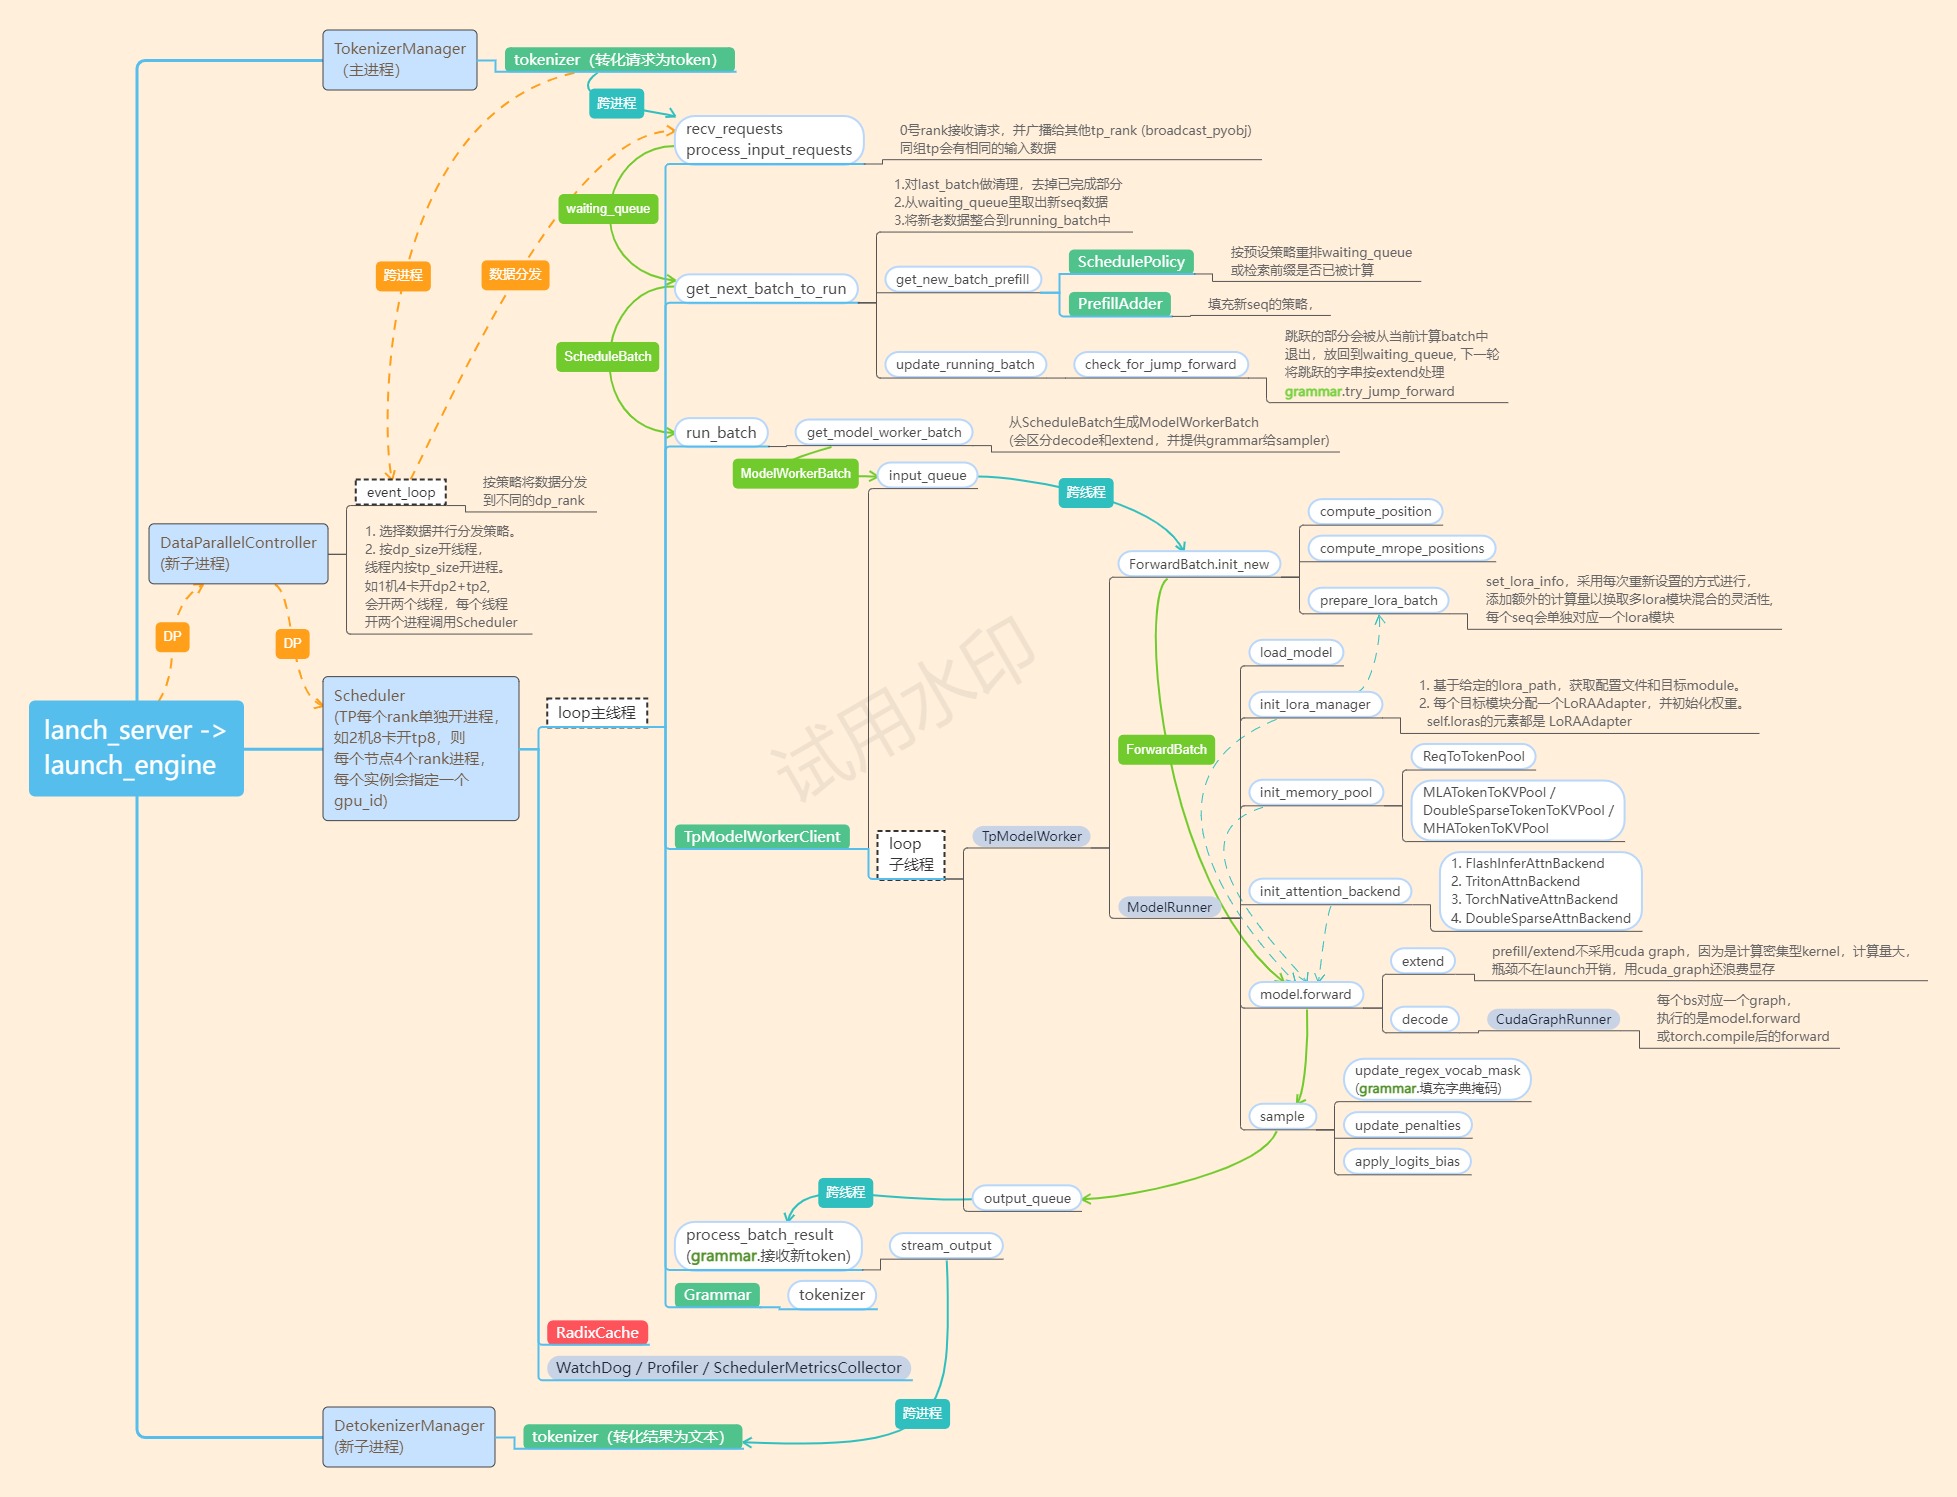 TokenizerManager
（主进程）
tokenizer（转化请求为token）
跨进程
recv_requests
process_input_requests
0号rank接收请求，并广播给其他tp_rank (broadcast_pyobj)
同组tp会有相同的输入数据
waiting_queue
1.对last_batch做清理，去掉已完成部分
2.从waiting_queue里取出新seq数据
3.将新老数据整合到running_batch中
跨进程
数据分发
get_next_batch_to_run
get_new_batch_prefill
SchedulePolicy
按预设策略重排waiting_queue
或检索前缀是否已被计算
PrefillAdder
填充新seq的策略，
ScheduleBatch
update_running_batch
check_for_jump_forward
跳跃的部分会被从当前计算batch中
退出，放回到waiting_queue, 下一轮
将跳跃的字串按extend处理
grammar.try_jump_forward
run_batch
get_model_worker_batch
从ScheduleBatch生成ModelWorkerBatch
(会区分decode和extend，并提供grammar给sampler)
ModelWorkerBatch
input_queue
跨线程
event_loop
按策略将数据分发
到不同的dp_rank
DataParallelController
(新子进程)
1. 选择数据并行分发策略。
2. 按dp_size开线程，
线程内按tp_size开进程。
如1机4卡开dp2+tp2,
会开两个线程，每个线程
开两个进程调用Scheduler
DP
DP
ForwardBatch.init_new
compute_position
compute_mrope_positions
prepare_lora_batch
set_lora_info，采用每次重新设置的方式进行，
添加额外的计算量以换取多lora模块混合的灵活性,
每个seq会单独对应一个lora模块
lanch_server ->
launch_engine
Scheduler
(TP每个rank单独开进程，
如2机8卡开tp8，则
每个节点4个rank进程，
每个实例会指定一个
gpu_id)
loop主线程
试用水印
load_model
init_lora_manager
1. 基于给定的lora_path，获取配置文件和目标module。
2. 每个目标模块分配一个LoRAAdapter，并初始化权重。
self.loras的元素都是 LoRAAdapter
ForwardBatch
init_memory_pool
ReqToTokenPool
MLATokenToKVPool /
DoubleSparseTokenToKVPool /
MHATokenToKVPool
TpModelWorkerClient
loop
子线程
TpModelWorker
ModelRunner
init_attention_backend
1. FlashInferAttnBackend
2. TritonAttnBackend
3. TorchNativeAttnBackend
4. DoubleSparseAttnBackend
model.forward
extend
prefill/extend不采用cuda graph，因为是计算密集型kernel，计算量大，
瓶颈不在launch开销，用cuda_graph还浪费显存
decode
CudaGraphRunner
每个bs对应一个graph，
执行的是model.forward
或torch.compile后的forward
sample
update_regex_vocab_mask
(grammar.填充字典掩码)
update_penalties
apply_logits_bias
output_queue
跨线程
process_batch_result
(grammar.接收新token)
stream_output
Grammar
tokenizer
RadixCache
WatchDog / Profiler / SchedulerMetricsCollector
跨进程
DetokenizerManager
(新子进程)
tokenizer（转化结果为文本）